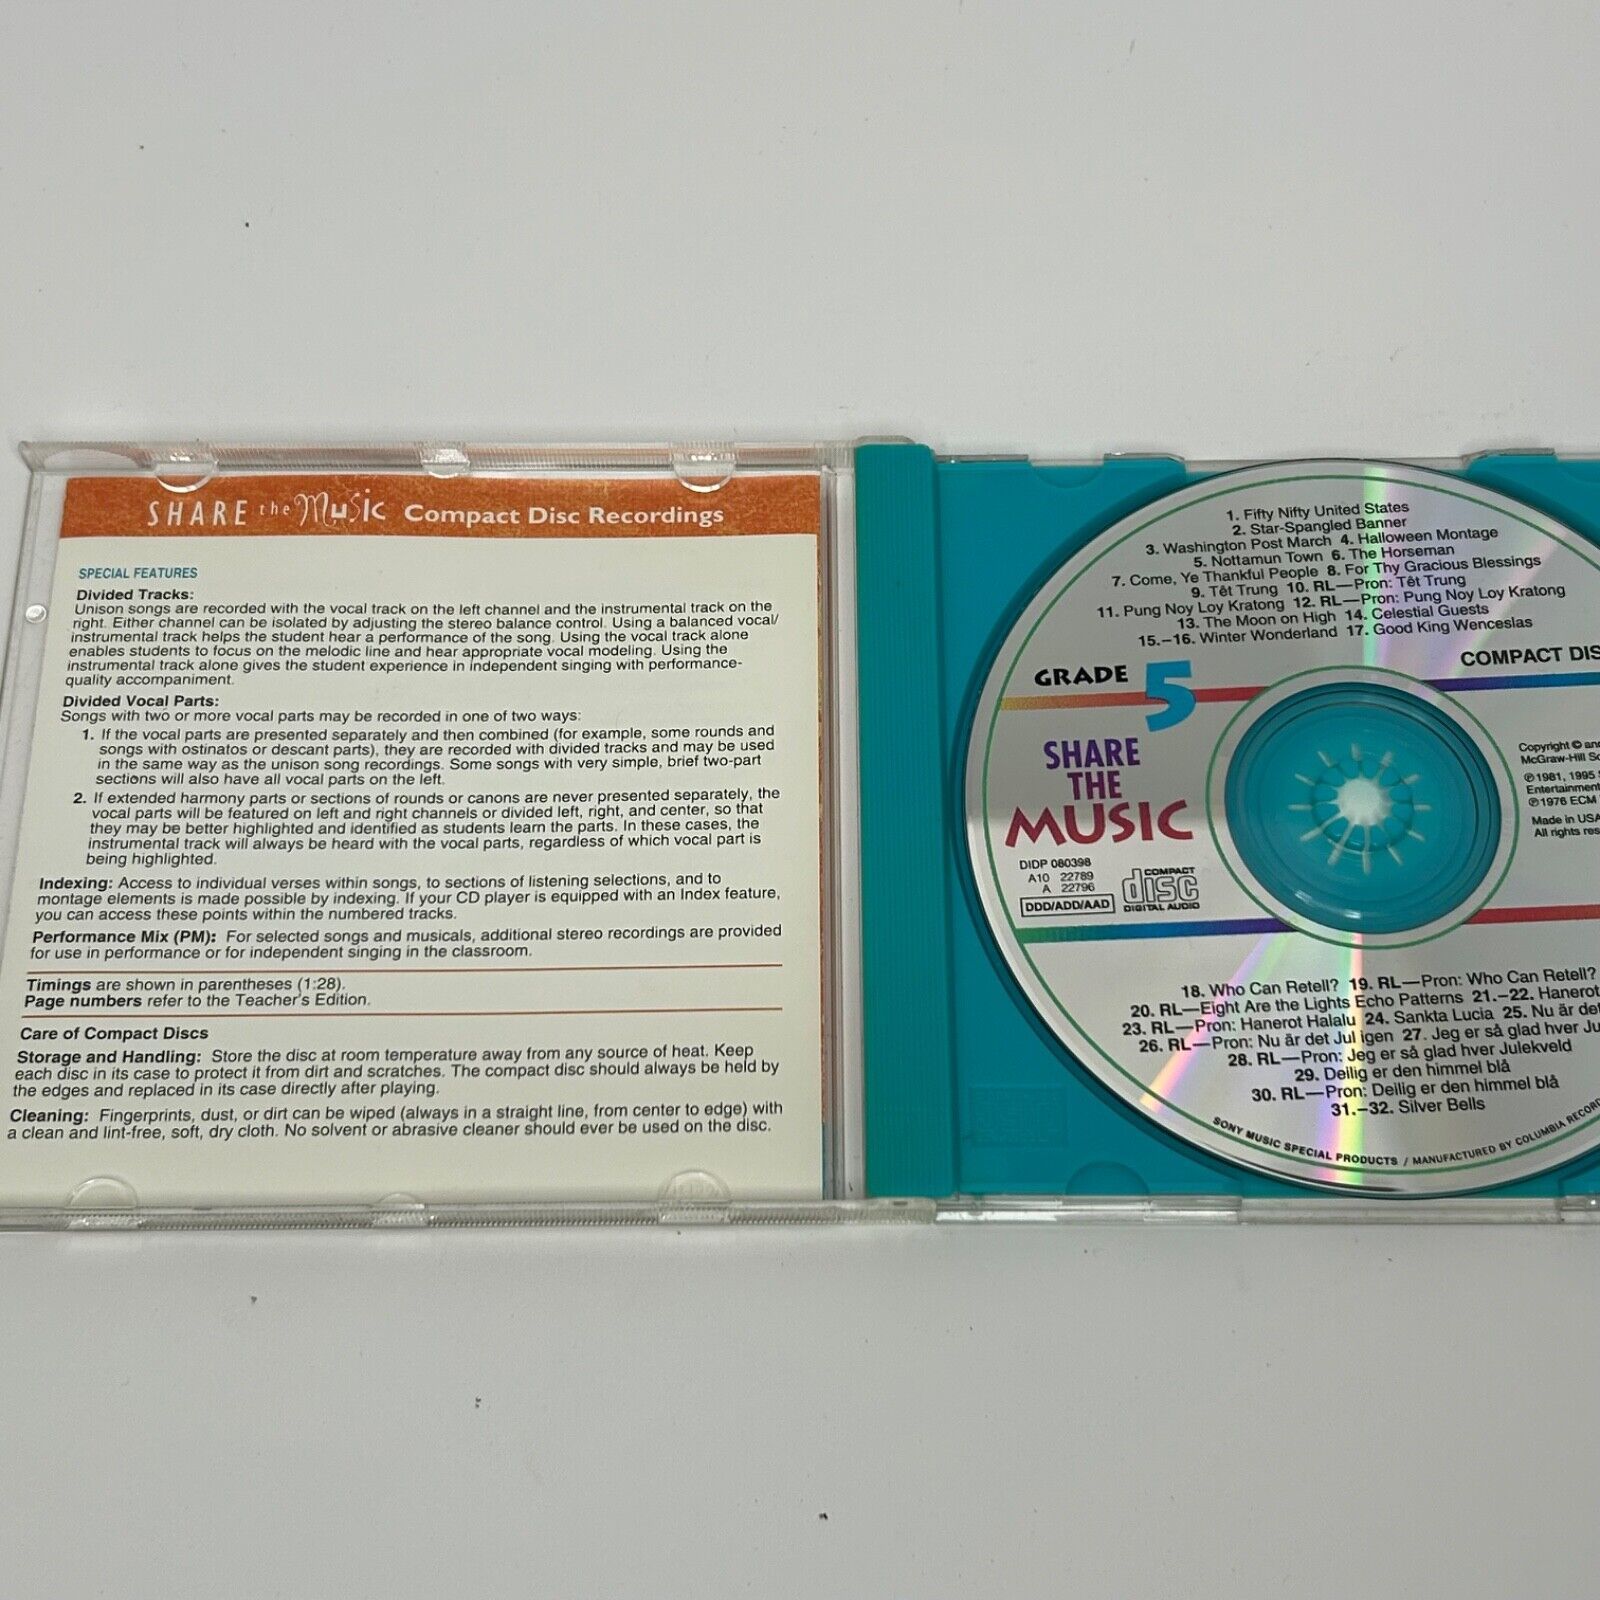 SHARE the Music Compact Disc Recordings
SPECIAL FEATURES
Divided Tracks:
Unison songs are recorded with the vocal track on the left channel and the instrumental track on the
right. Either channel can be isolated by adjusting the stereo balance control. Using a balanced vocal/
instrumental track helps the student hear a performance of the song. Using the vocal track alone
enables students to focus on the melodic line and hear appropriate vocal modeling. Using the
instrumental track alone gives the student experience in independent singing with performance-
quality accompaniment.
Divided Vocal Parts:
Songs with two or more vocal parts may be recorded in one of two ways:
1. If the vocal parts are presented separately and then combined (for example, some rounds and
songs with ostinatos or descant parts), they are recorded with divided tracks and may be used
in the same way as the unison song recordings. Some songs with very simple, brief two-part
sections will also have all vocal parts on the left.
2. If extended harmony parts or sections of rounds or canons are never presented separately, the
vocal parts will be featured on left and right channels or divided left, right, and center, so that
they may be better highlighted and identified as students learn the parts. In these cases, the
instrumental track will always be heard with the vocal parts, regardless of which vocal part is
being highlighted.
Indexing: Access to individual verses within songs, to sections of listening selections, and to
montage elements is made possible by indexing. If your CD player is equipped with an Index feature,
you can access these points within the numbered tracks.
Performance Mix (PM): For selected songs and musicals, additional stereo recordings are provided
for use in performance or for independent singing in the classroom.
Timings are shown in parentheses (1:28).
Page numbers refer to the Teacher's Edition.
Care of Compact Discs
Storage and Handling: Store the disc at room temperature away from any source of heat. Keep
each disc in its case to protect it from dirt and scratches. The compact disc should always be held by
the edges and replaced in its case directly after playing.
Cleaning: Fingerprints, dust, or dirt can be wiped (always in a straight line, from center to edge) with
a clean and lint-free, soft, dry cloth. No solvent or abrasive cleaner should ever be used on the disc.
1. Fifty Nifty United States
2. Star-Spangled Banner
3. Washington Post March 4. Halloween Montage
5. Nottamun Town 6. The Horseman
7. Come, Ye Thankful People 8. For Thy Gracious Blessings
9. Têt Trung 10. RL—Pron: Têt Trung
11. Pung Noy Loy Kratong 12. RL—Pron: Pung Noy Loy Kratong
13. The Moon on High 14. Celestial Guests
15.–16. Winter Wonderland 17. Good King Wenceslas
COMPACT DIS
GRADE 5
SHARE
THE
MUSIC
Copyright © and
McGraw-Hill Sc
℗1981, 1995
Entertainment
℗1976 ECM
Made in USA
All rights res
DIDP 080398
A10 22789
A 22796
DDD/ADD/AAD
COMPACT
disc
DIGITAL AUDIO
18. Who Can Retell? 19. RL—Pron: Who Can Retell?
20. RL—Eight Are the Lights Echo Patterns 21.–22. Hanerot
23. RL—Pron: Hanerot Halalu 24. Sankta Lucia 25. Nu är det
26. RL—Pron: Nu är det Jul igen 27. Jeg er så glad hver Ju
28. RL—Pron: Jeg er så glad hver Julekveld
29. Deilig er den himmel blå
30. RL—Pron: Deilig er den himmel blå
31.–32. Silver Bells
SONY MUSIC SPECIAL PRODUCTS / MANUFACTURED BY COLUMBIA RECORD